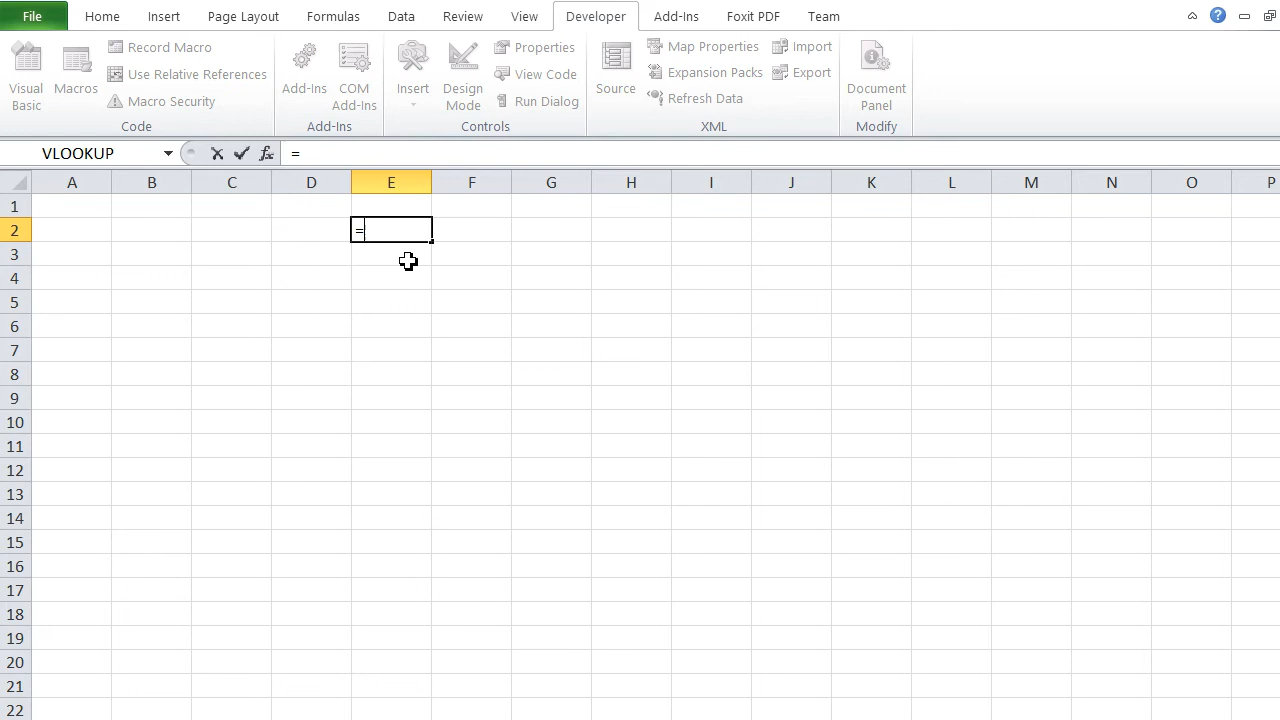 File Home Insert Page Layout Formulas Data Review View Developer Add-Ins Foxit PDF Team
Visual Basic
Macros
Record Macro
Use Relative References
Macro Security
Code
Add-Ins
COM Add-Ins
Add-Ins
Insert
Design Mode
Properties
View Code
Run Dialog
Controls
Source
Map Properties
Expansion Packs
Refresh Data
Import
Export
XML
Document Panel
Modify
VLOOKUP fx =
A B C D E F G H I J K L M N O P
1
2 =
3
4
5
6
7
8
9
10
11
12
13
14
15
16
17
18
19
20
21
22